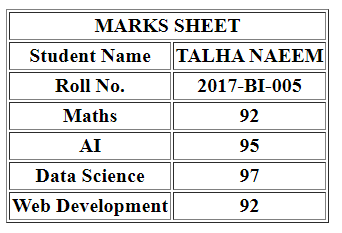 MARKS SHEET
Student Name TALHA NAEEM
Roll No. 2017-BI-005
Maths 92
AI 95
Data Science 97
Web Development 92